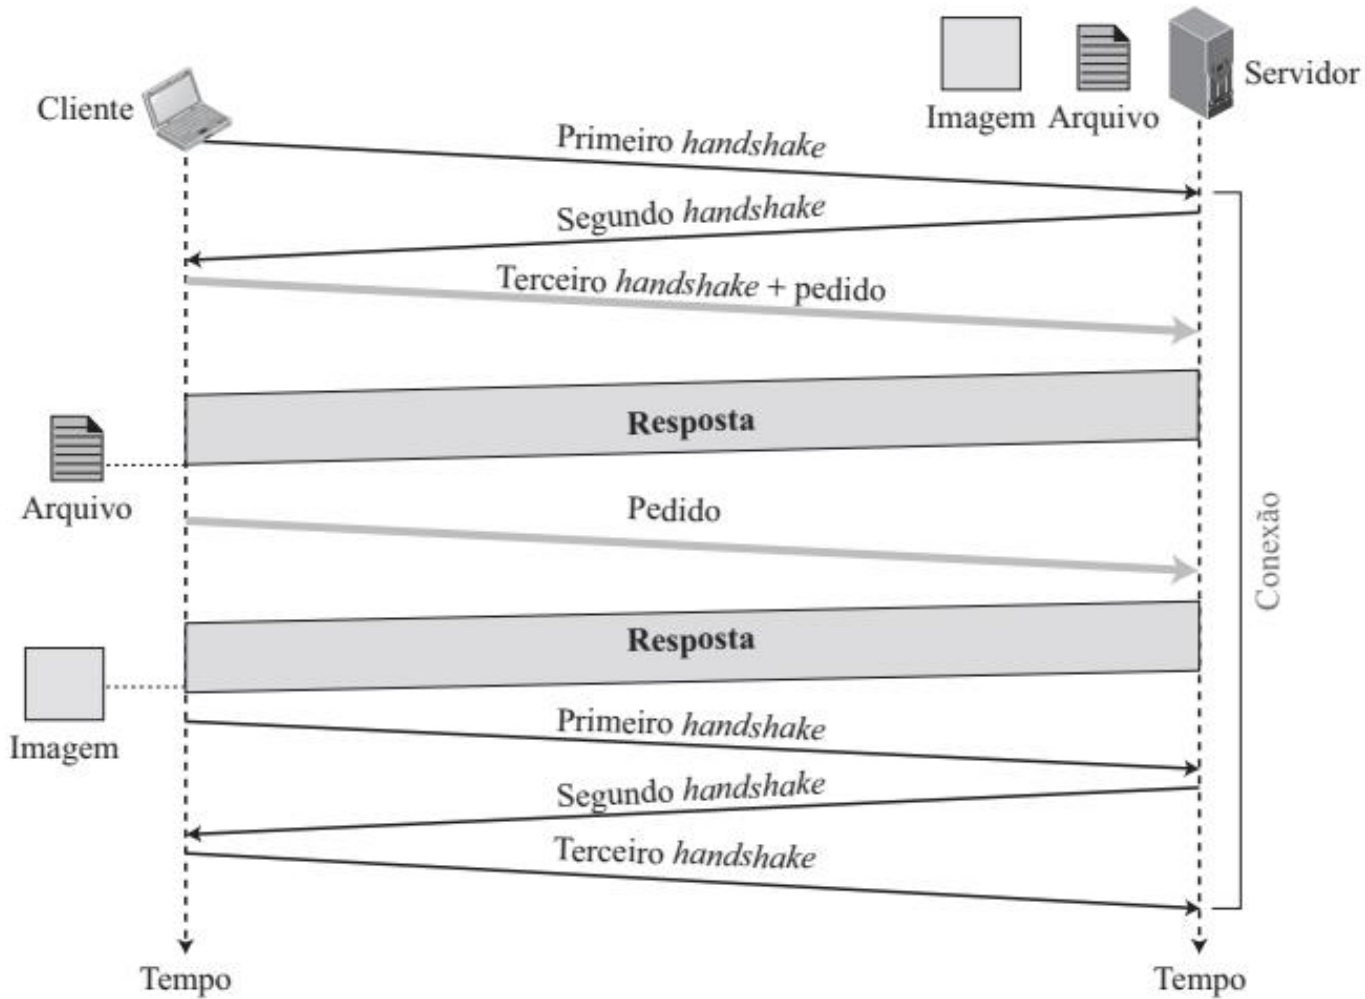 Cliente
Servidor
Imagem
Arquivo
Primeiro handshake
Segundo handshake
Terceiro handshake + pedido
Resposta
Arquivo
Pedido
Conexão
Resposta
Imagem
Primeiro handshake
Segundo handshake
Terceiro handshake
Tempo
Tempo